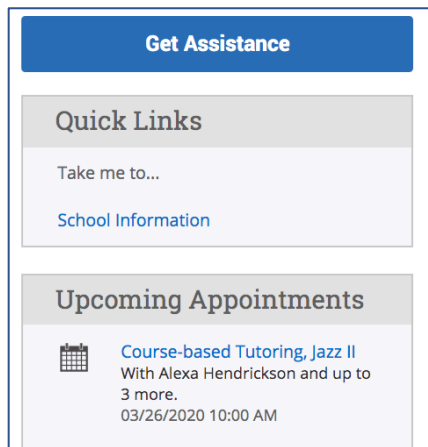 Get Assistance
Quick Links
Take me to...
School Information
Upcoming Appointments
Course-based Tutoring, Jazz II
With Alexa Hendrickson and up to
3 more.
03/26/2020 10:00 AM